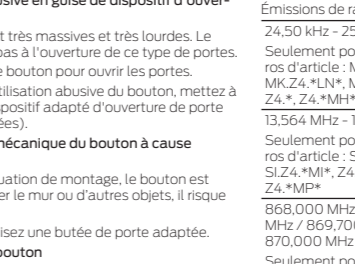 usive en guise de dispositif d'ouver-
t très massives et très lourdes. Le
pas à l'ouverture de ce type de portes.
e bouton pour ouvrir les portes.
tilisation abusive du bouton, mettez à
spositif adapté d'ouverture de porte
ées).
mécanique du bouton à cause
uation de montage, le bouton est
er le mur ou d'autres objets, il risque
isez une butée de porte adaptée.
bouton
Émissions de ra
24,50 kHz - 25
Seulement po
ros d'article : M
MK.Z4.*LN*, M
Z4.*, Z4.*MH*
13,564 MHz - 1
Seulement po
ros d'article : S
SI.Z4.*MI*, Z4
Z4.*MP*
868,000 MHz
MHz / 869,700
870,000 MHz
Seulement po